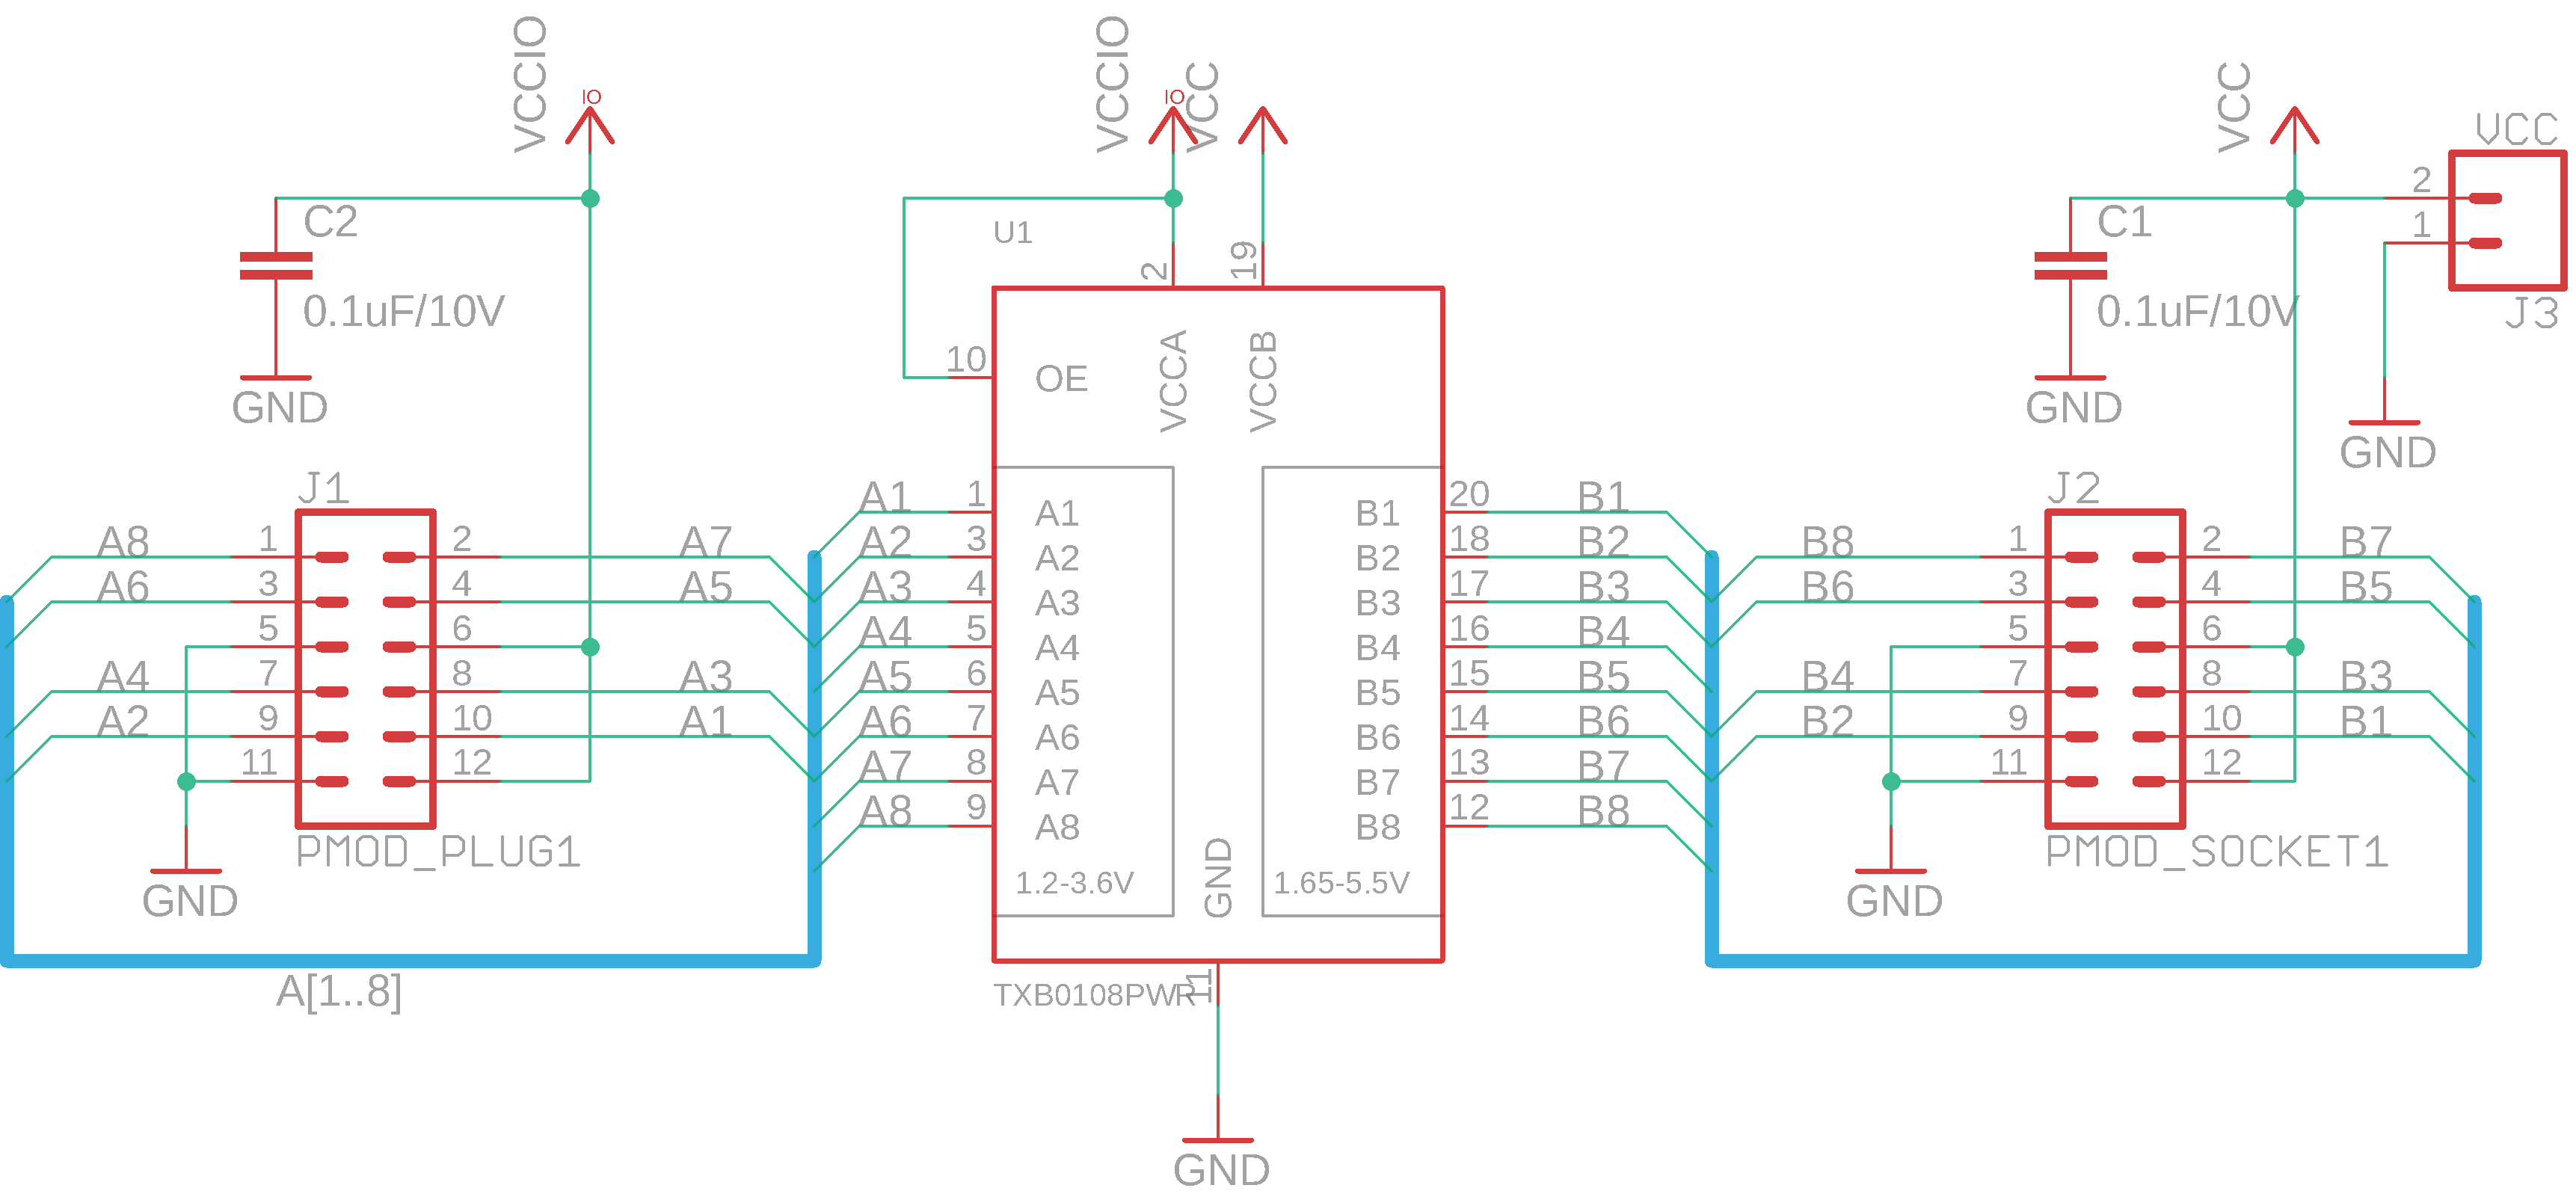 VCCIO
IO
VCCIO
IO
VCC
VCC
VCC
2
1
J3
C2
0.1uF/10V
GND
U1
2
19
10
OE
VCCA
VCCB
C1
0.1uF/10V
GND
GND
J1
A8 1 2 A7
A6 3 4 A5
5 6
A4 7 8 A3
A2 9 10 A1
11 12
PMOD_PLUG1
GND
A[1..8]
A1 1 A1 B1 20 B1
A2 3 A2 B2 18 B2
A3 4 A3 B3 17 B3
A4 5 A4 B4 16 B4
A5 6 A5 B5 15 B5
A6 7 A6 B6 14 B6
A7 8 A7 B7 13 B7
A8 9 A8 B8 12 B8
1.2-3.6V
GND
1.65-5.5V
TXB0108PWR
11
GND
J2
B8 1 2 B7
B6 3 4 B5
5 6
B4 7 8 B3
B2 9 10 B1
11 12
PMOD_SOCKET1
GND